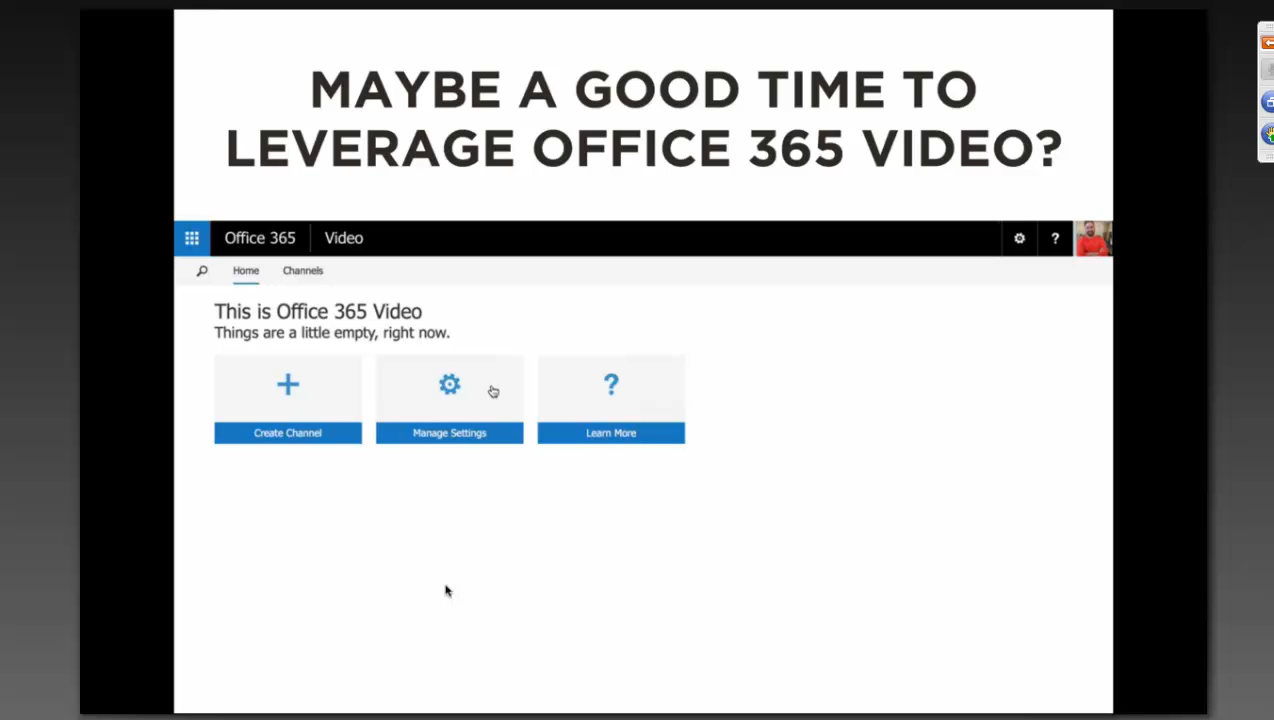 MAYBE A GOOD TIME TO
LEVERAGE OFFICE 365 VIDEO?
Office 365 Video ?
Home Channels
This is Office 365 Video
Things are a little empty, right now.
+ ?
Create Channel Manage Settings Learn More